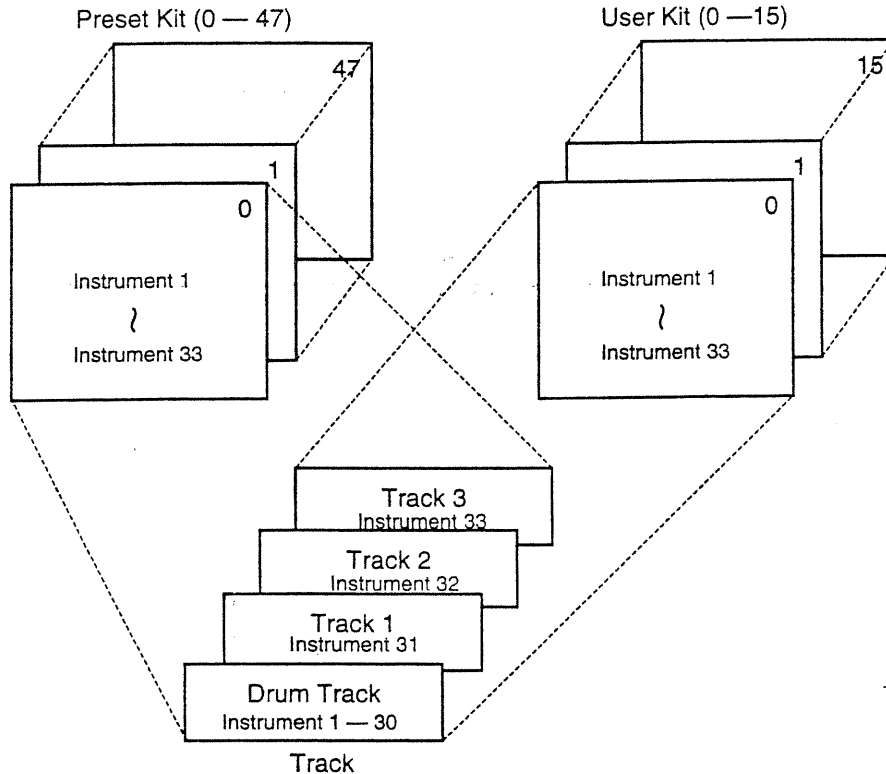 Preset Kit (0 — 47)
47
1
0
Instrument 1
~
Instrument 33
User Kit (0 —15)
15
1
0
Instrument 1
~
Instrument 33
Track 3
Instrument 33
Track 2
Instrument 32
Track 1
Instrument 31
Drum Track
Instrument 1 — 30
Track